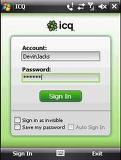 ICQ
icq
Account:
DevinJacks
Password:
******
Sign In
Sign in as invisible
Save my password Auto Sign In
Sign In Exit